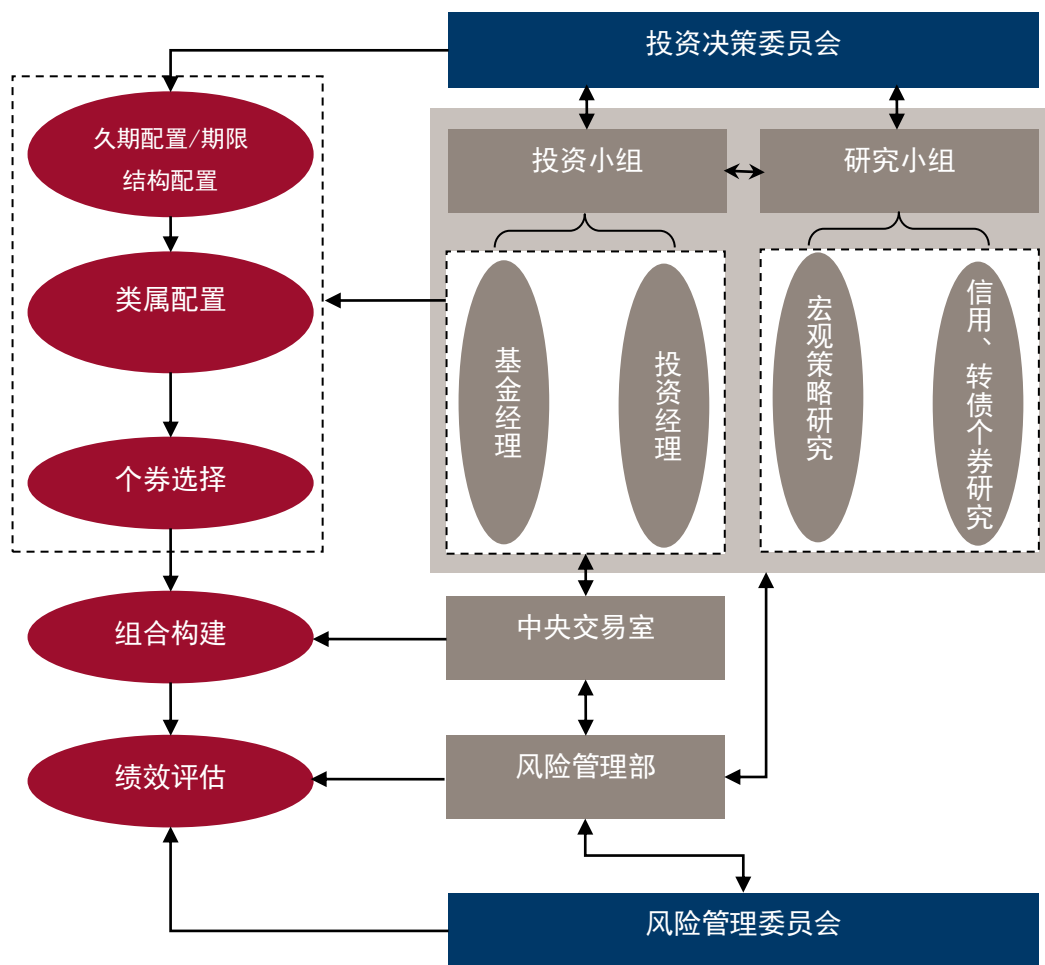 投资决策委员会
久期配置/期限
结构配置
投资小组
研究小组
类属配置
基金经理
投资经理
宏观策略研究
信用、转债个券研究
个券选择
组合构建
中央交易室
绩效评估
风险管理部
风险管理委员会